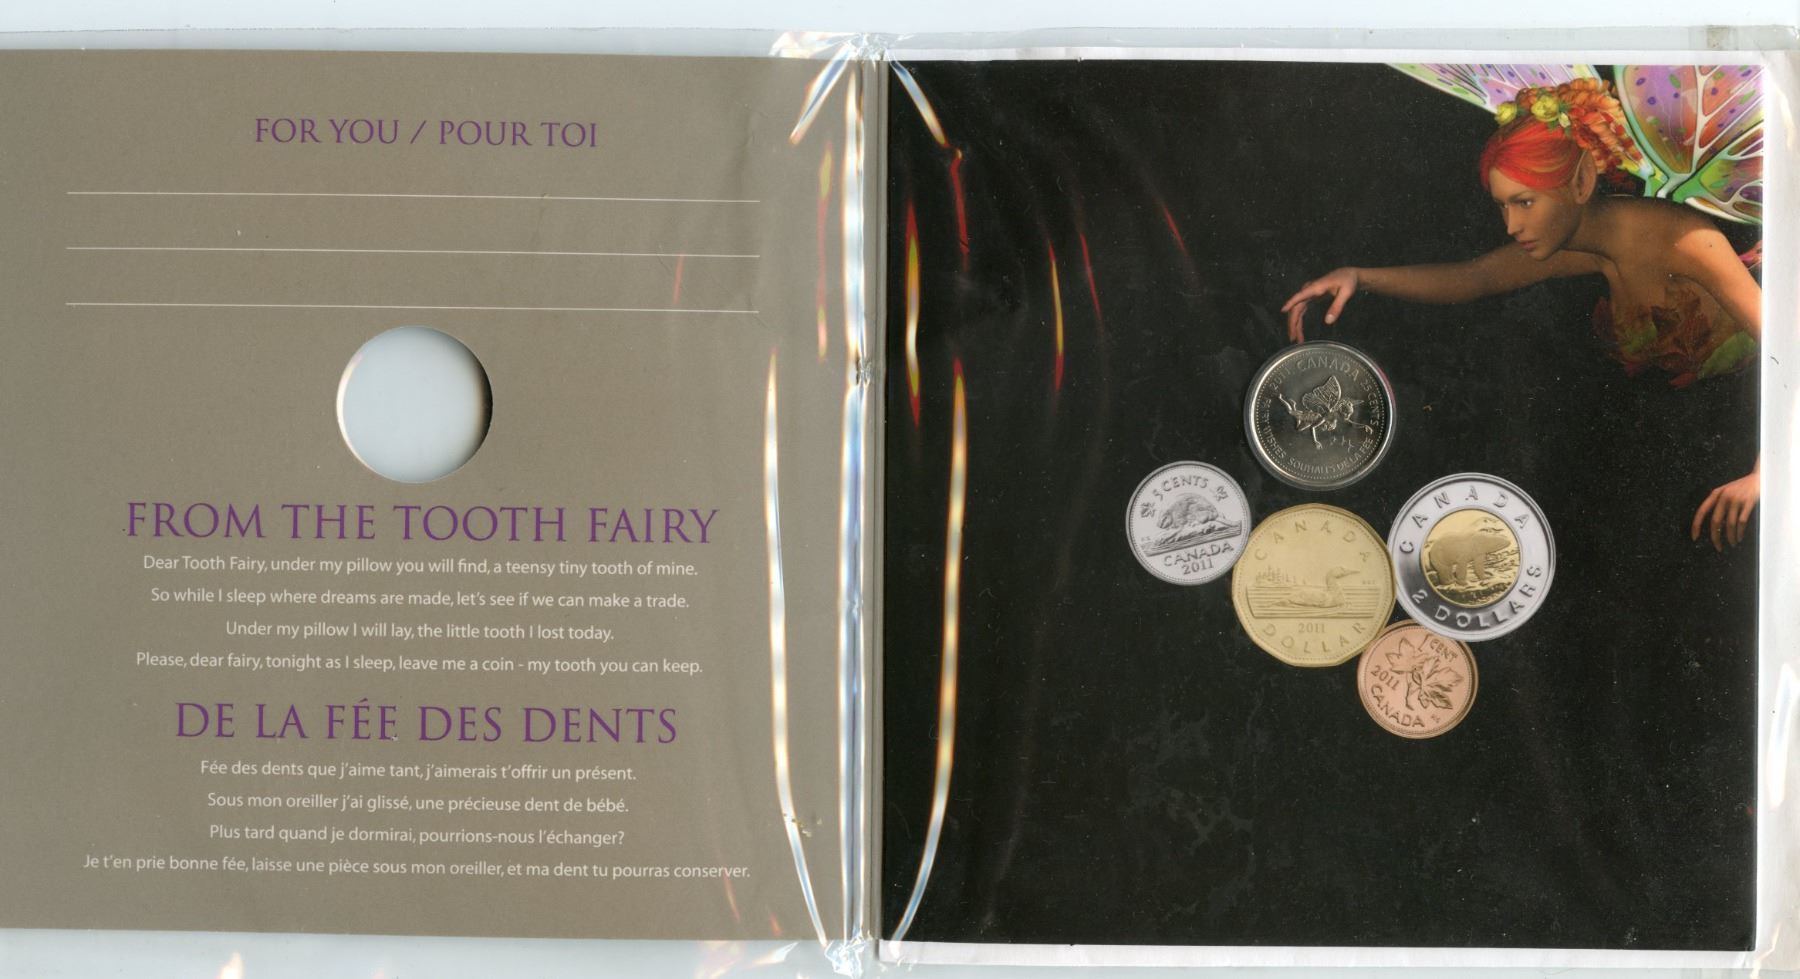 FOR YOU / POUR TOI
FROM THE TOOTH FAIRY
Dear Tooth Fairy, under my pillow you will find, a teensy tiny tooth of mine.
So while I sleep where dreams are made, let's see if we can make a trade.
Under my pillow I will lay, the little tooth I lost today.
Please, dear fairy, tonight as I sleep, leave me a coin - my tooth you can keep.
DE LA FÉE DES DENTS
Fée des dents que j'aime tant, j'aimerais t'offrir un présent.
Sous mon oreiller j'ai glissé, une précieuse dent de bébé.
Plus tard quand je dormirai, pourrions-nous l'échanger?
Je t'en prie bonne fée, laisse une pièce sous mon oreiller, et ma dent tu pourras conserver.
2011 CANADA 25 CENTS
FAIRY WISHES SOUHAITS DE LA FÉE
5 CENTS
CANADA
2011
CANADA
2011
DOLLAR
CANADA
2 DOLLARS
1 CENT
2011
CANADA